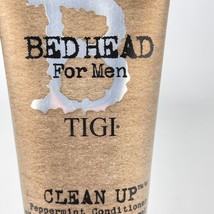 B
BED HEAD
For Men
TIGI
CLEAN UP™
Peppermint Conditioner